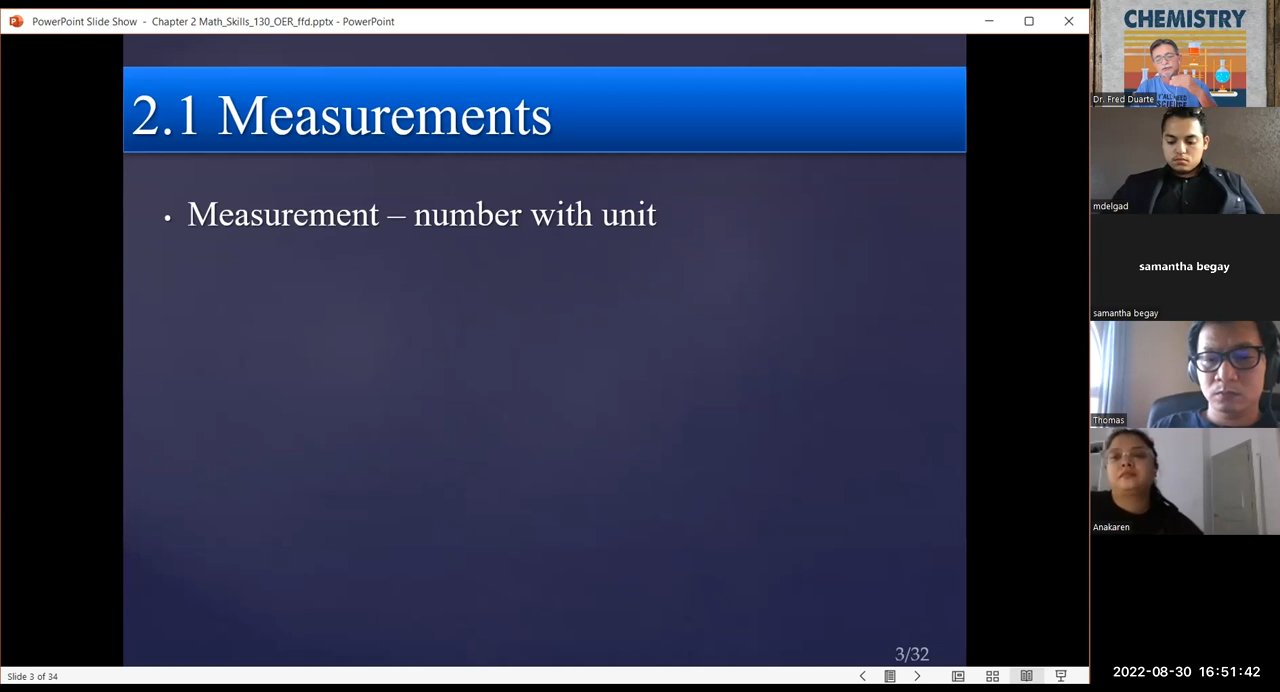 PowerPoint Slide Show - Chapter 2 Math_Skills_130_OER_ffd.pptx - PowerPoint
2.1 Measurements
• Measurement – number with unit
3/32
Slide 3 of 34
CHEMISTRY
Dr. Fred Duarte
mdelgad
samantha begay
samantha begay
Thomas
Anakaren
2022-08-30 16:51:42